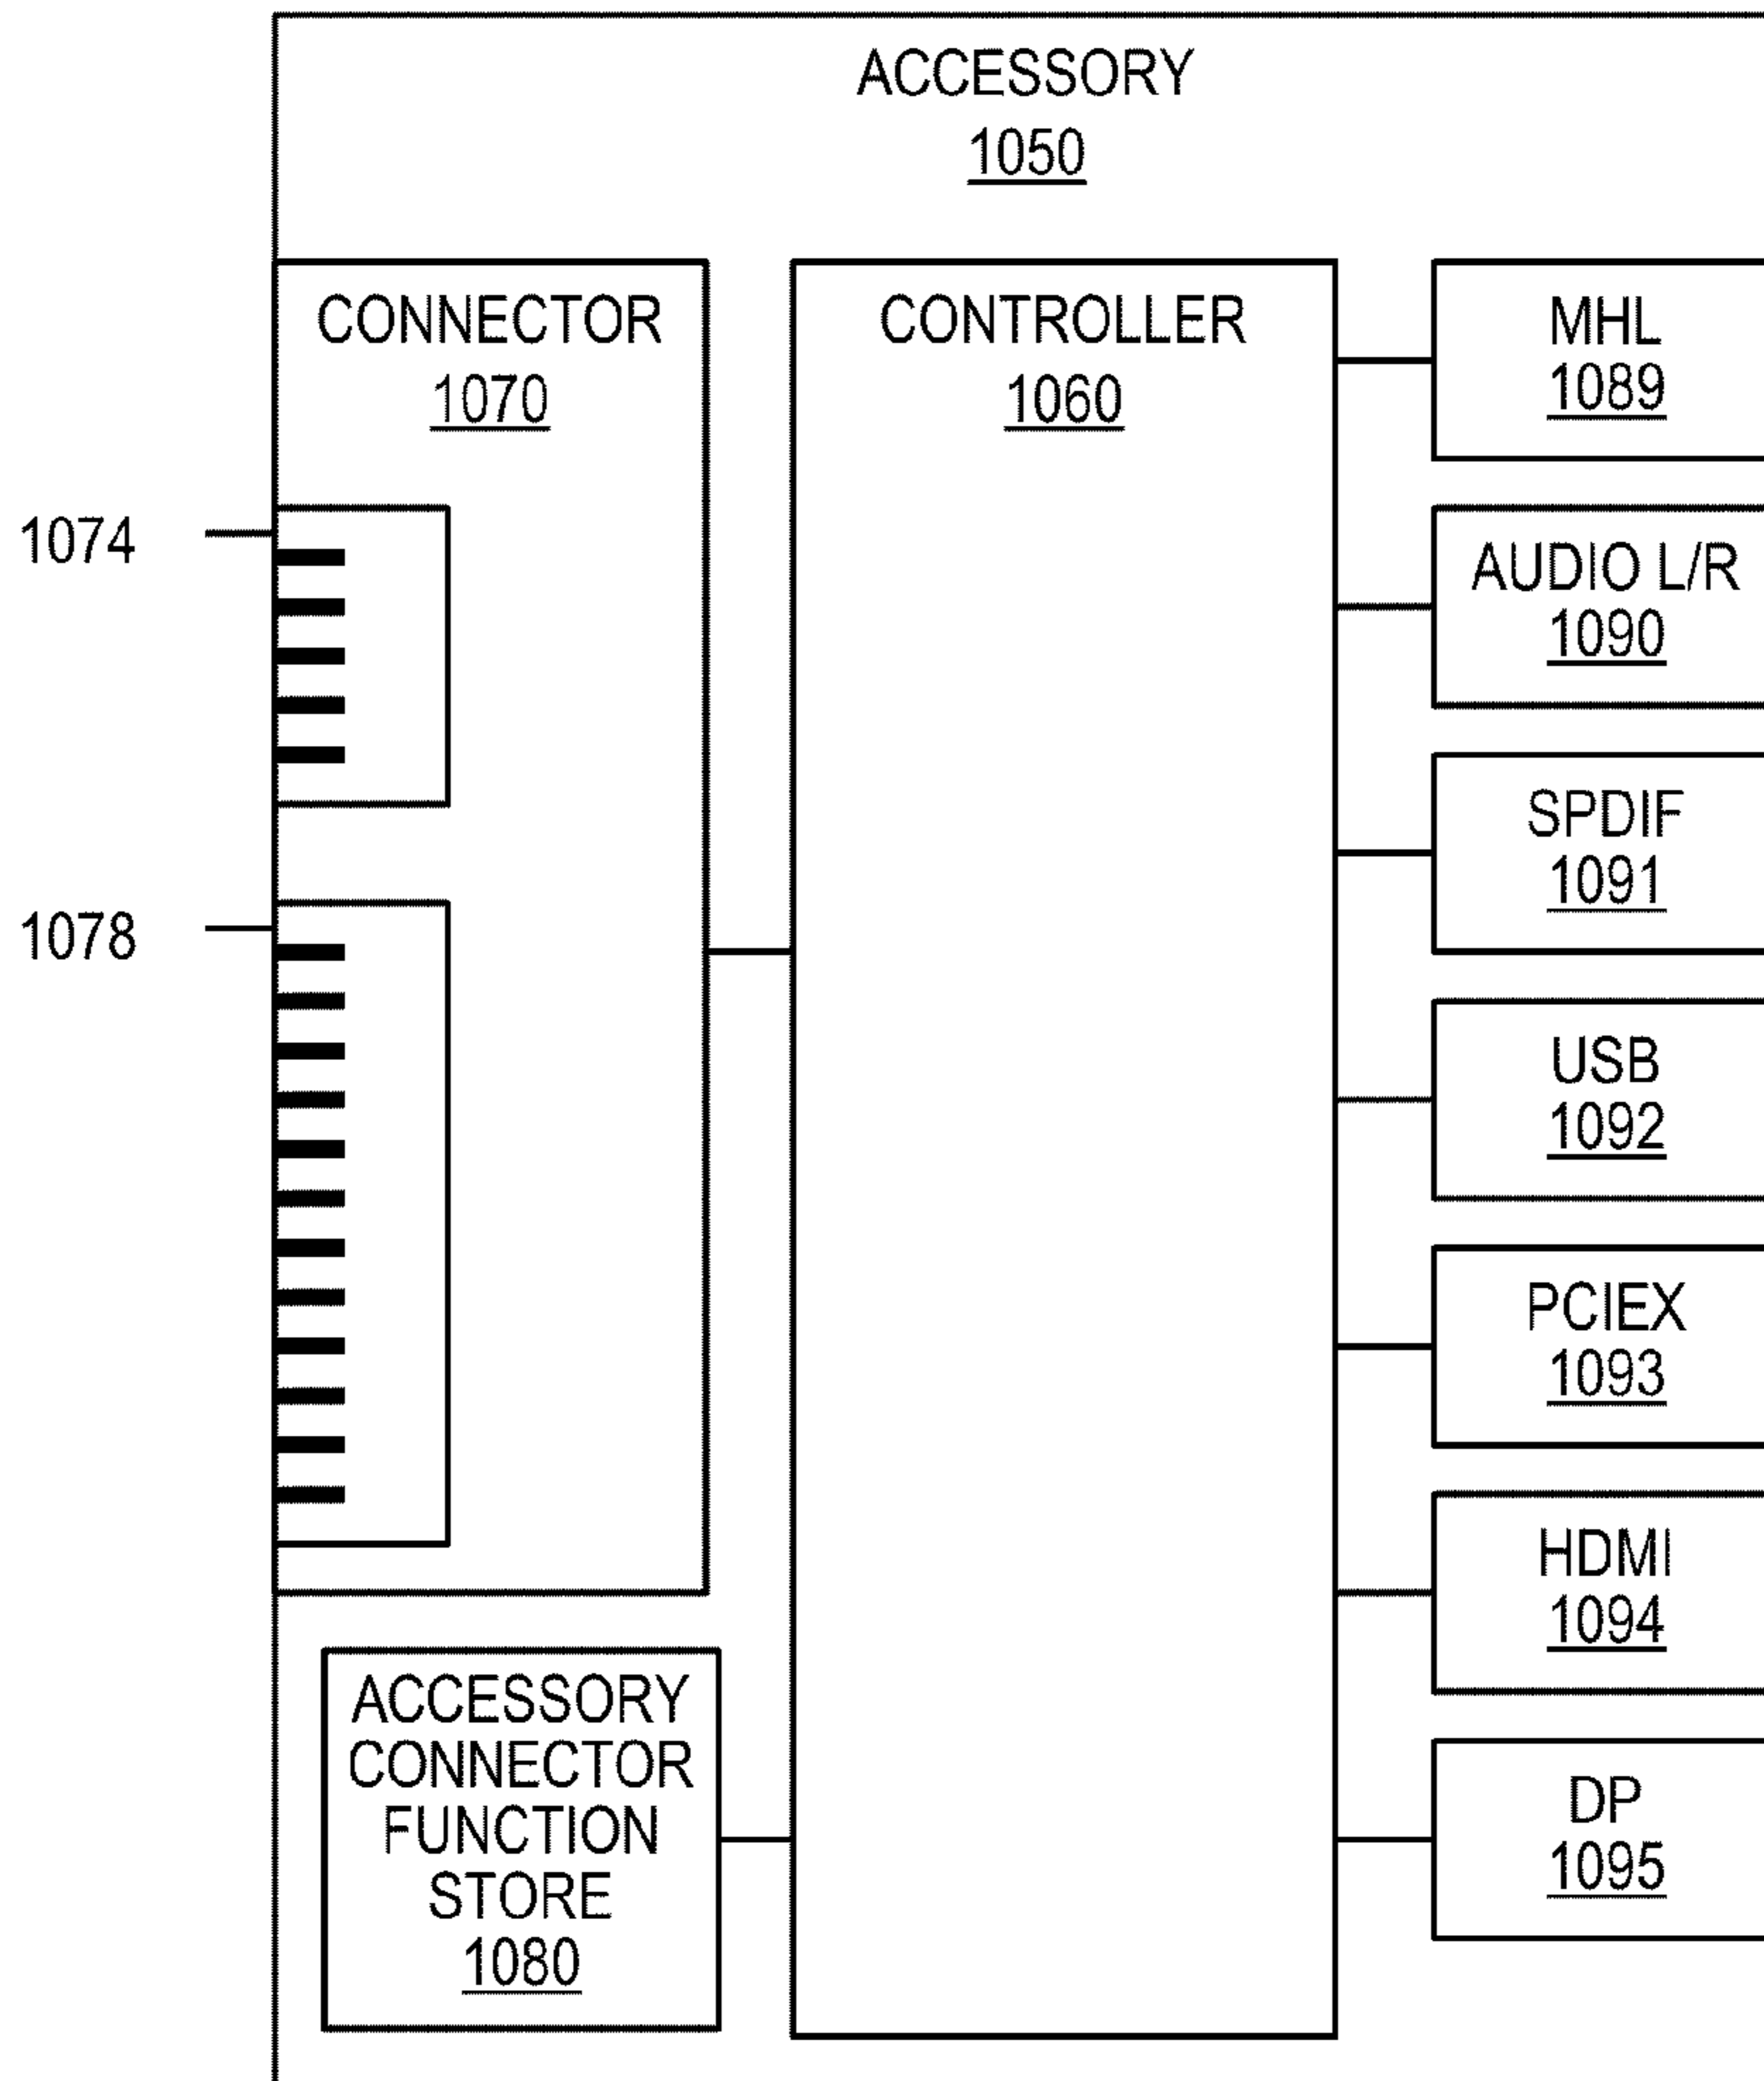 ACCESSORY
1050
CONNECTOR
1070
CONTROLLER
1060
MHL
1089
1074
AUDIO L/R
1090
SPDIF
1091
1078
USB
1092
PCIEX
1093
HDMI
1094
ACCESSORY
CONNECTOR
FUNCTION
STORE
1080
DP
1095